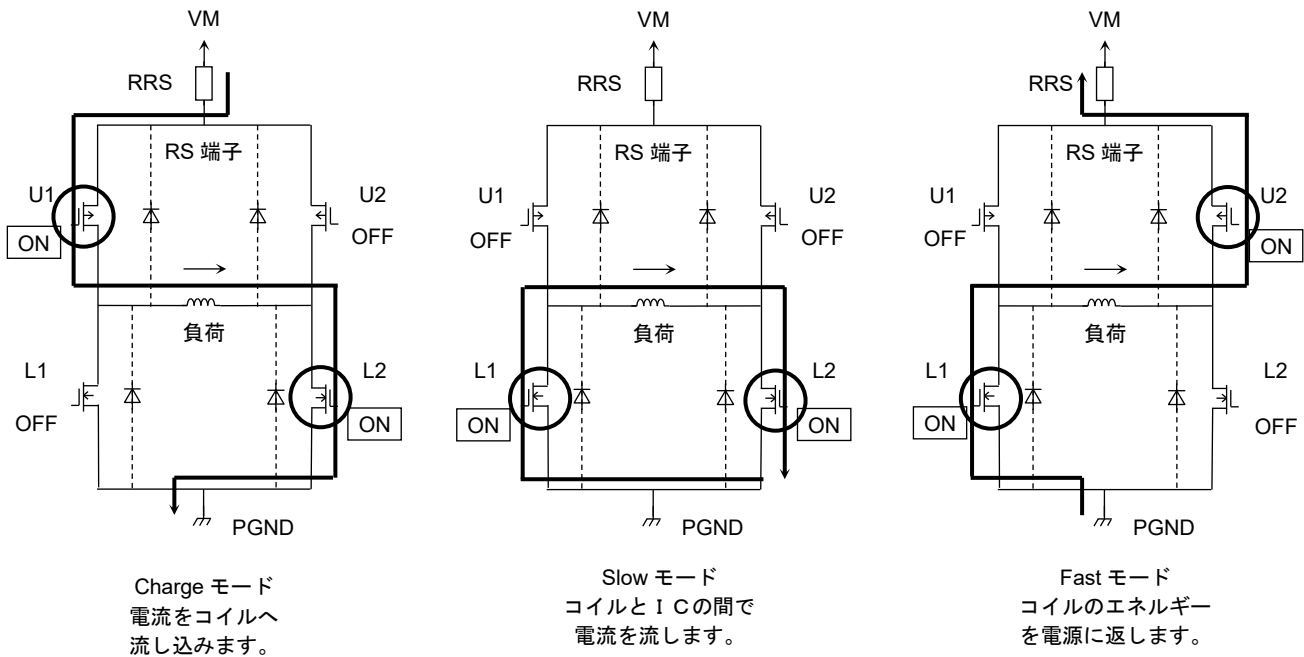 VM
RRS
RS 端子
U1
ON
U2
OFF
負荷
L1
OFF
L2
ON
PGND
Charge モード
電流をコイルへ
流し込みます。
VM
RRS
RS 端子
U1
OFF
U2
OFF
負荷
L1
ON
L2
ON
PGND
Slow モード
コイルとＩＣの間で
電流を流します。
VM
RRS
RS 端子
U1
OFF
U2
ON
負荷
L1
ON
L2
OFF
PGND
Fast モード
コイルのエネルギー
を電源に返します。